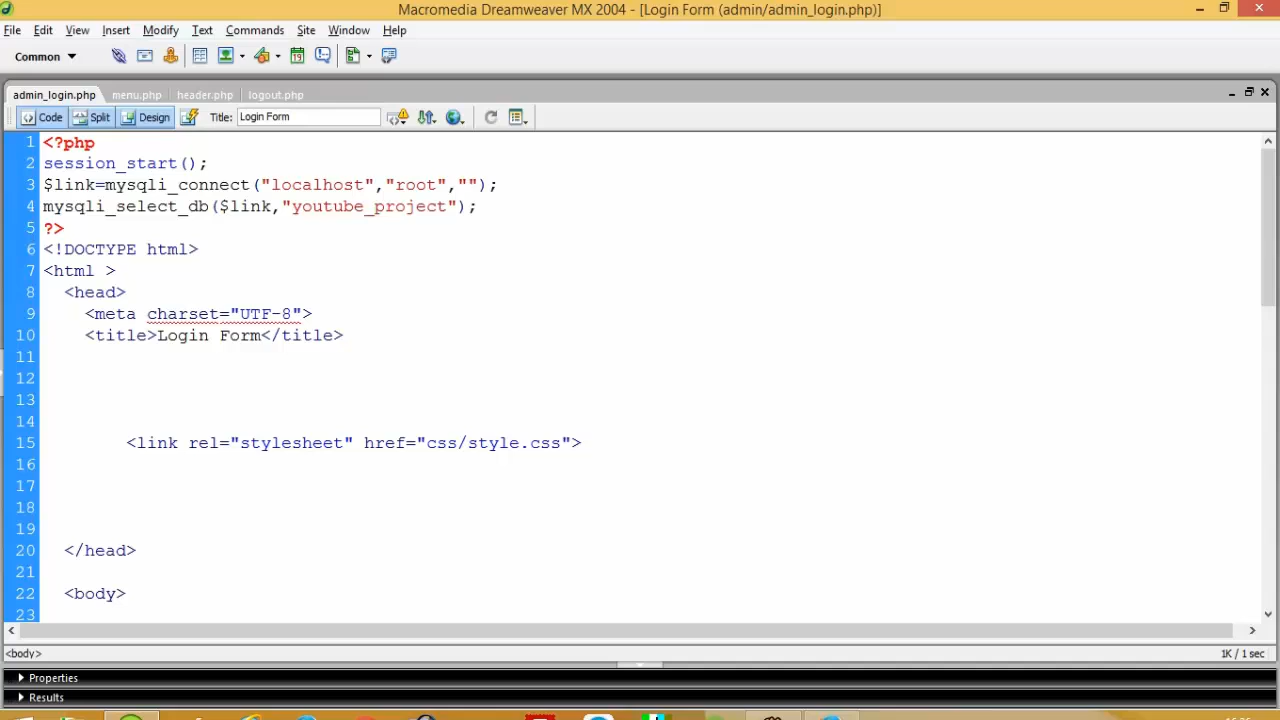 Macromedia Dreamweaver MX 2004 - [Login Form (admin/admin_login.php)]
File Edit View Insert Modify Text Commands Site Window Help
Common
19
admin_login.php menu.php header.php logout.php
Code Split Design Title: Login Form
1 <?php
2 session_start();
3 $link=mysqli_connect("localhost","root","");
4 mysqli_select_db($link,"youtube_project");
5 ?>
6 <!DOCTYPE html>
7 <html >
8 <head>
9 <meta charset="UTF-8">
10 <title>Login Form</title>
11
12
13
14
15 <link rel="stylesheet" href="css/style.css">
16
17
18
19
20 </head>
21
22 <body>
23
<body> 1K / 1 sec
Properties
Results